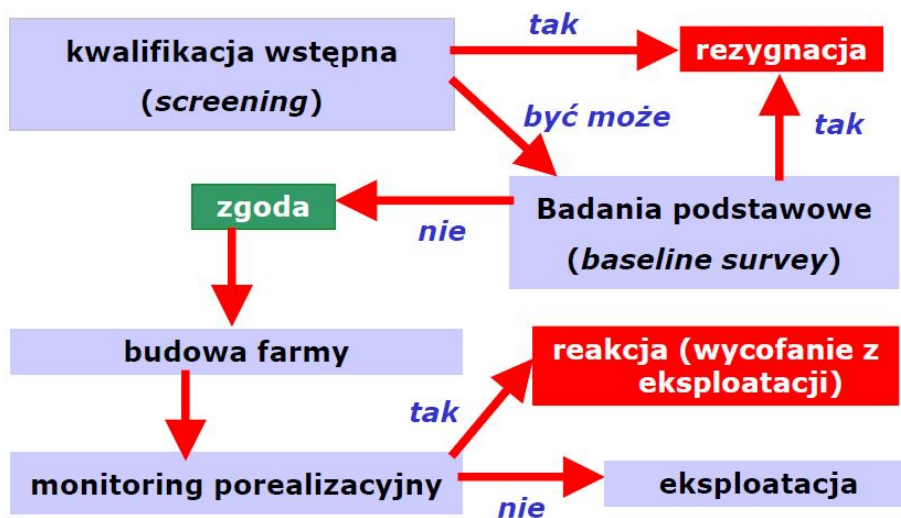 kwalifikacja wstępna
(screening)
tak
rezygnacja
być może
tak
zgoda
nie
Badania podstawowe
(baseline survey)
budowa farmy
reakcja (wycofanie z
eksploatacji)
tak
monitoring porealizacyjny
nie
eksploatacja